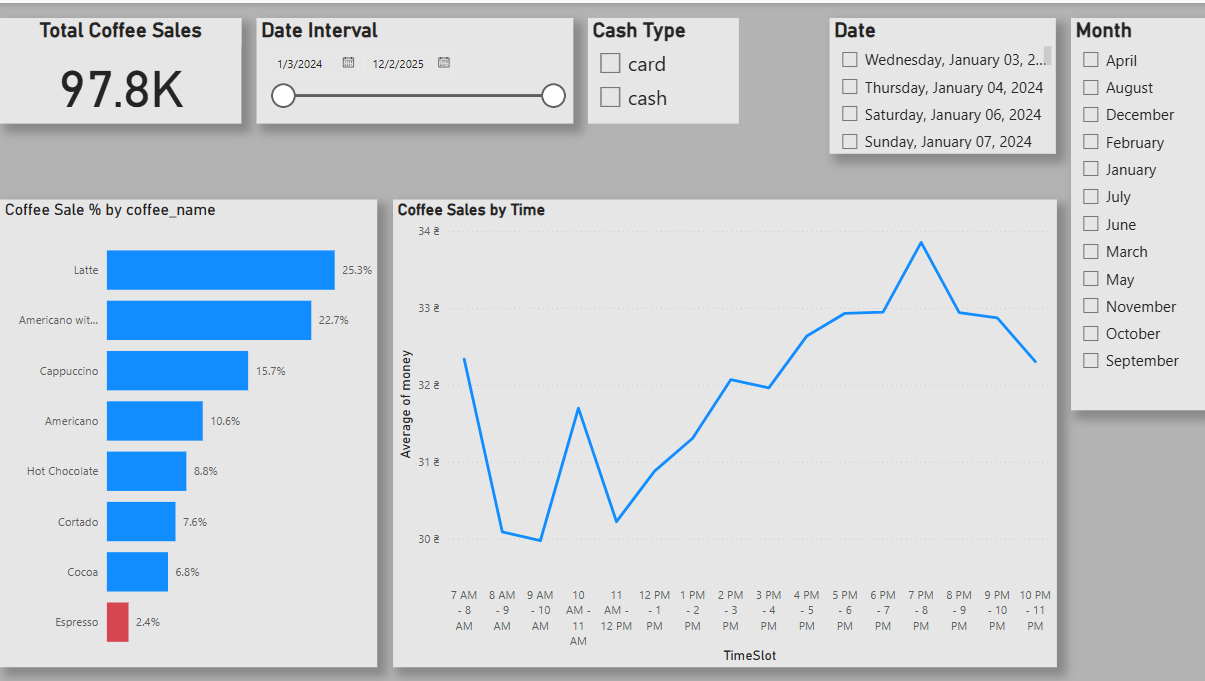 Total Coffee Sales
97.8K
Date Interval
1/3/2024
12/2/2025
Cash Type
card
cash
Date
Wednesday, January 03, 2...
Thursday, January 04, 2024
Saturday, January 06, 2024
Sunday, January 07, 2024
Month
April
August
December
February
January
July
June
March
May
November
October
September
Coffee Sale % by coffee_name
Latte
25.3%
Americano wit...
22.7%
Cappuccino
15.7%
Americano
10.6%
Hot Chocolate
8.8%
Cortado
7.6%
Cocoa
6.8%
Espresso
2.4%
Coffee Sales by Time
Average of money
34 ₴
33 ₴
32 ₴
31 ₴
30 ₴
7 AM
- 8
AM
8 AM
- 9
AM
9 AM
- 10
AM
10
AM -
11
AM
11
AM -
12 PM
12 PM
- 1
PM
1 PM
- 2
PM
2 PM
- 3
PM
3 PM
- 4
PM
4 PM
- 5
PM
5 PM
- 6
PM
6 PM
- 7
PM
7 PM
- 8
PM
8 PM
- 9
PM
9 PM
- 10
PM
10 PM
- 11
PM
TimeSlot